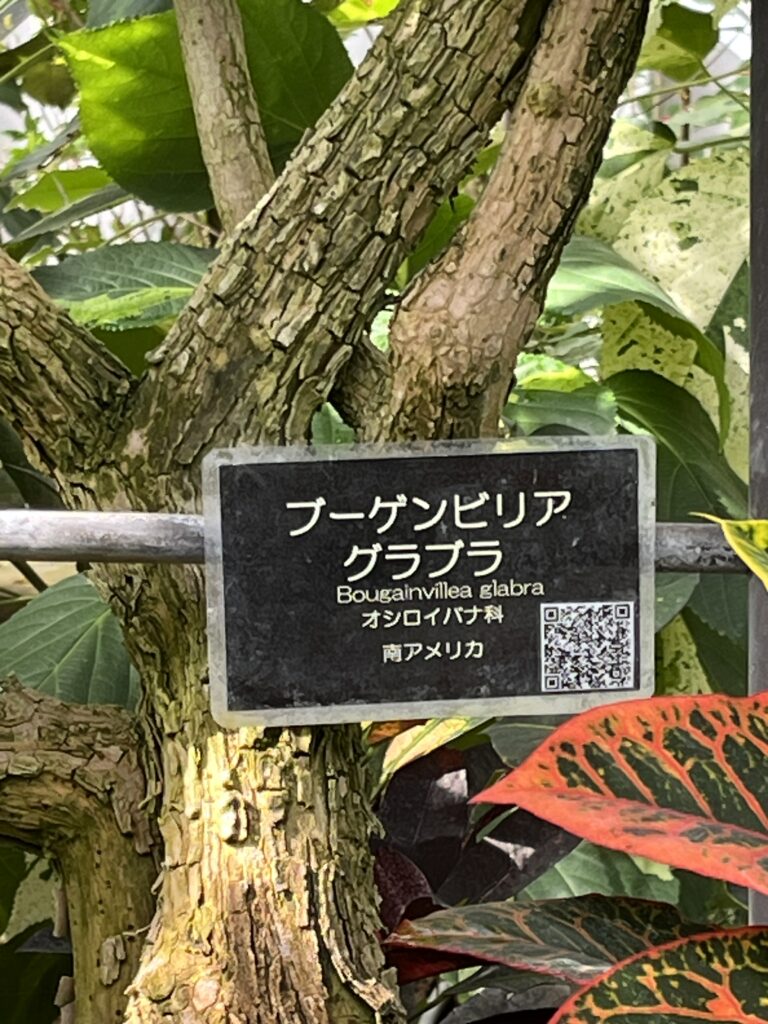 ブーゲンビリア
グラブラ
Bougainvillea glabra
オシロイバナ科
南アメリカ